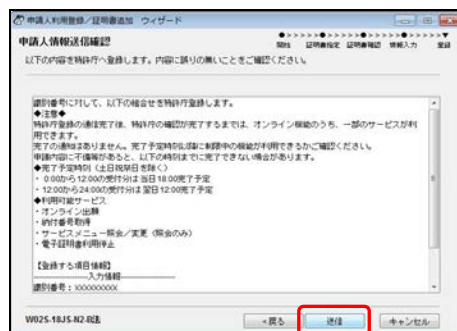 申請人利用登録／証明書追加　ウィザード
申請人情報送信確認
●>>>>>●>>>>>●>>>>>●>>>>>▼
開始 証明書指定 証明書確認 情報入力 登録
以下の内容を特許庁へ登録します。内容に誤りの無いことをご確認ください。
識別番号に対して、以下の組合せを特許庁登録します。
◆注意◆
特許庁登録の通信完了後、特許庁の確認が完了するまでは、オンライン機能のうち、一部のサービスが利
用できます。
完了の通知はありません。完了予定時刻以降に制限中の機能が利用できるかご確認ください。
申請内容に不備等があると、以下の時刻までに完了できない場合があります。
◆完了予定時刻（土日祝祭日を除く）
・0:00から12:00の受付分は当日18:00完了予定
・12:00から24:00の受付分は翌日12:00完了予定
◆利用可能サービス
・オンライン出願
・納付番号取得
・サービスメニュー照会／変更（照会のみ）
・電子証明書利用停止
【登録する項目情報】
------------入力情報------------
識別番号：XXXXXXXXX
W02S-18JS-N2-R法
<戻る 送信 キャンセル